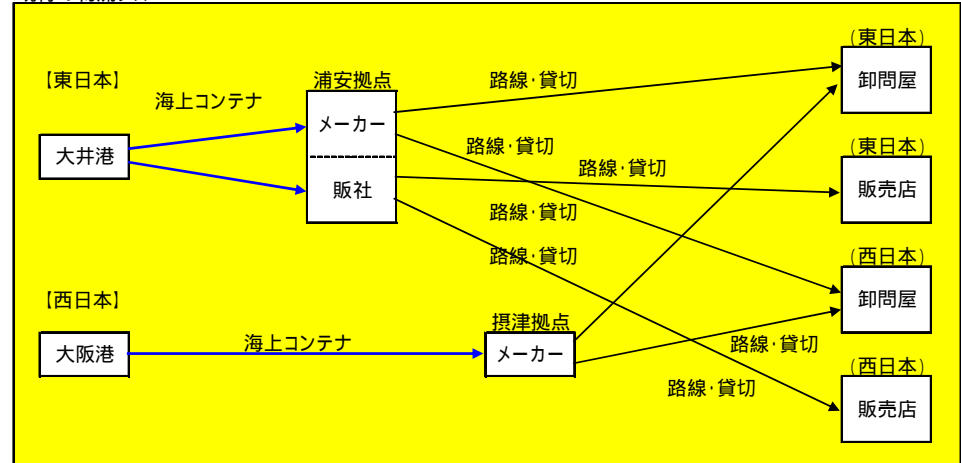 (東日本)
【東日本】
浦安拠点
路線・貸切
卸問屋
海上コンテナ
メーカー
大井港
路線・貸切
(東日本)
路線・貸切
販社
販売店
路線・貸切
路線・貸切
(西日本)
【西日本】
卸問屋
摂津拠点
大阪港
海上コンテナ
メーカー
路線・貸切
(西日本)
路線・貸切
販売店